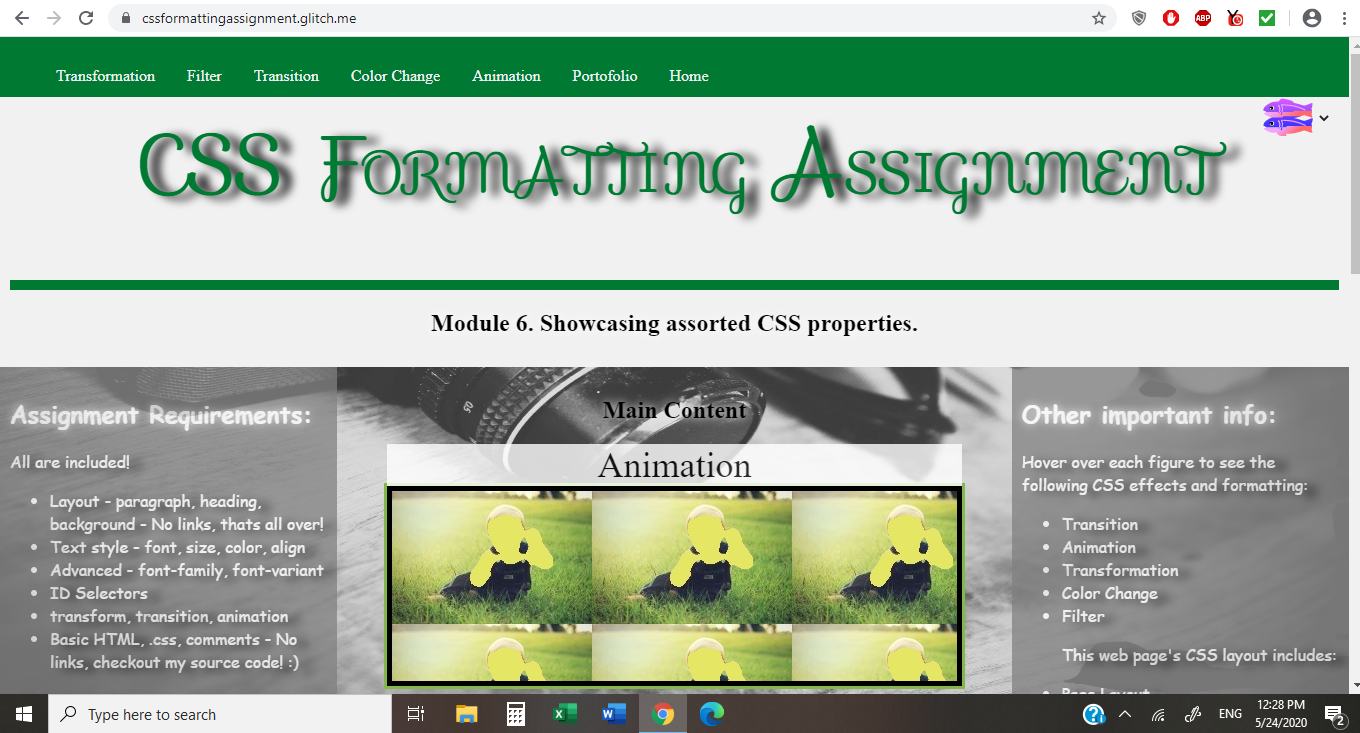 cssformattingassignment.glitch.me
ABP
Transformation Filter Transition Color Change Animation Portofolio Home
CSS Formatting Assignment
Module 6. Showcasing assorted CSS properties.
Assignment Requirements:
All are included!
Layout - paragraph, heading,
background - No links, thats all over!
Text style - font, size, color, align
Advanced - font-family, font-variant
ID Selectors
transform, transition, animation
Basic HTML, .css, comments - No
links, checkout my source code! :)
Main Content
Animation
Other important info:
Hover over each figure to see the
following CSS effects and formatting:
Transition
Animation
Transformation
Color Change
Filter
This web page's CSS layout includes:
Page Layout
Type here to search
ENG
12:28 PM
5/24/2020
2